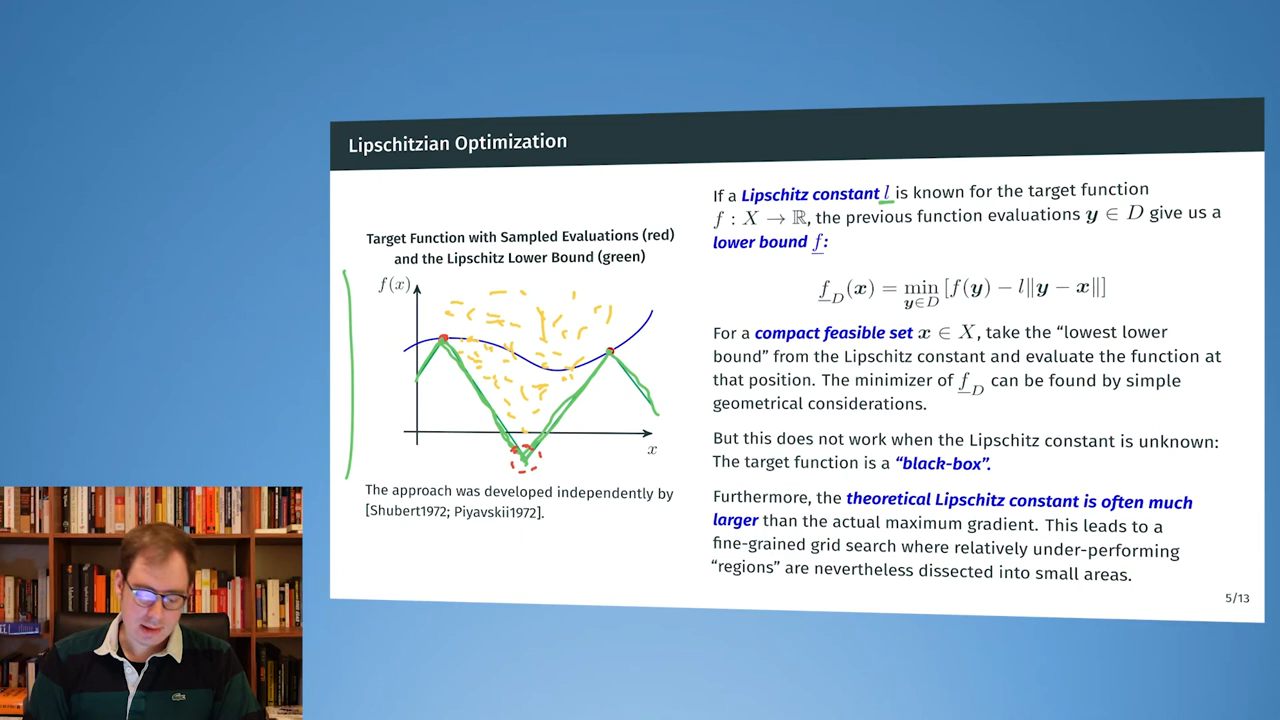 Lipschitzian Optimization
Target Function with Sampled Evaluations (red)
and the Lipschitz Lower Bound (green)
f(x)
x
The approach was developed independently by
[Shubert1972; Piyavskii1972].
If a Lipschitz constant l is known for the target function
f : X → ℝ, the previous function evaluations y ∈ D give us a
lower bound f:
f_D(x) = min_{y∈D} [f(y) − l‖y − x‖]
For a compact feasible set x ∈ X, take the “lowest lower
bound” from the Lipschitz constant and evaluate the function at
that position. The minimizer of f_D can be found by simple
geometrical considerations.
But this does not work when the Lipschitz constant is unknown:
The target function is a “black-box”.
Furthermore, the theoretical Lipschitz constant is often much
larger than the actual maximum gradient. This leads to a
fine-grained grid search where relatively under-performing
“regions” are nevertheless dissected into small areas.
5/13